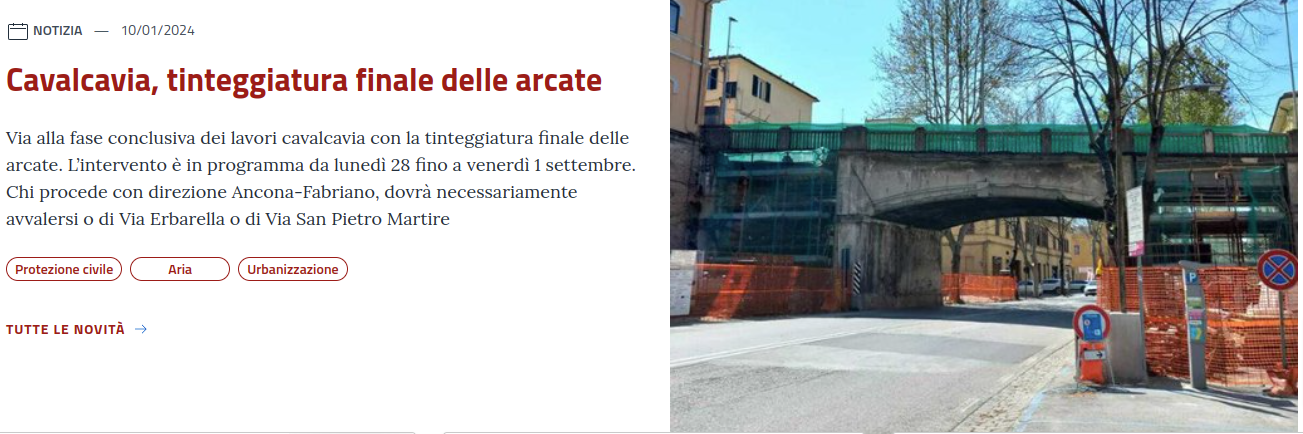 NOTIZIA — 10/01/2024
Cavalcavia, tinteggiatura finale delle arcate
Via alla fase conclusiva dei lavori cavalcavia con la tinteggiatura finale delle
arcate. L’intervento è in programma da lunedì 28 fino a venerdì 1 settembre.
Chi procede con direzione Ancona-Fabriano, dovrà necessariamente
avvalersi o di Via Erbarella o di Via San Pietro Martire
Protezione civile Aria Urbanizzazione
TUTTE LE NOVITÀ →
P